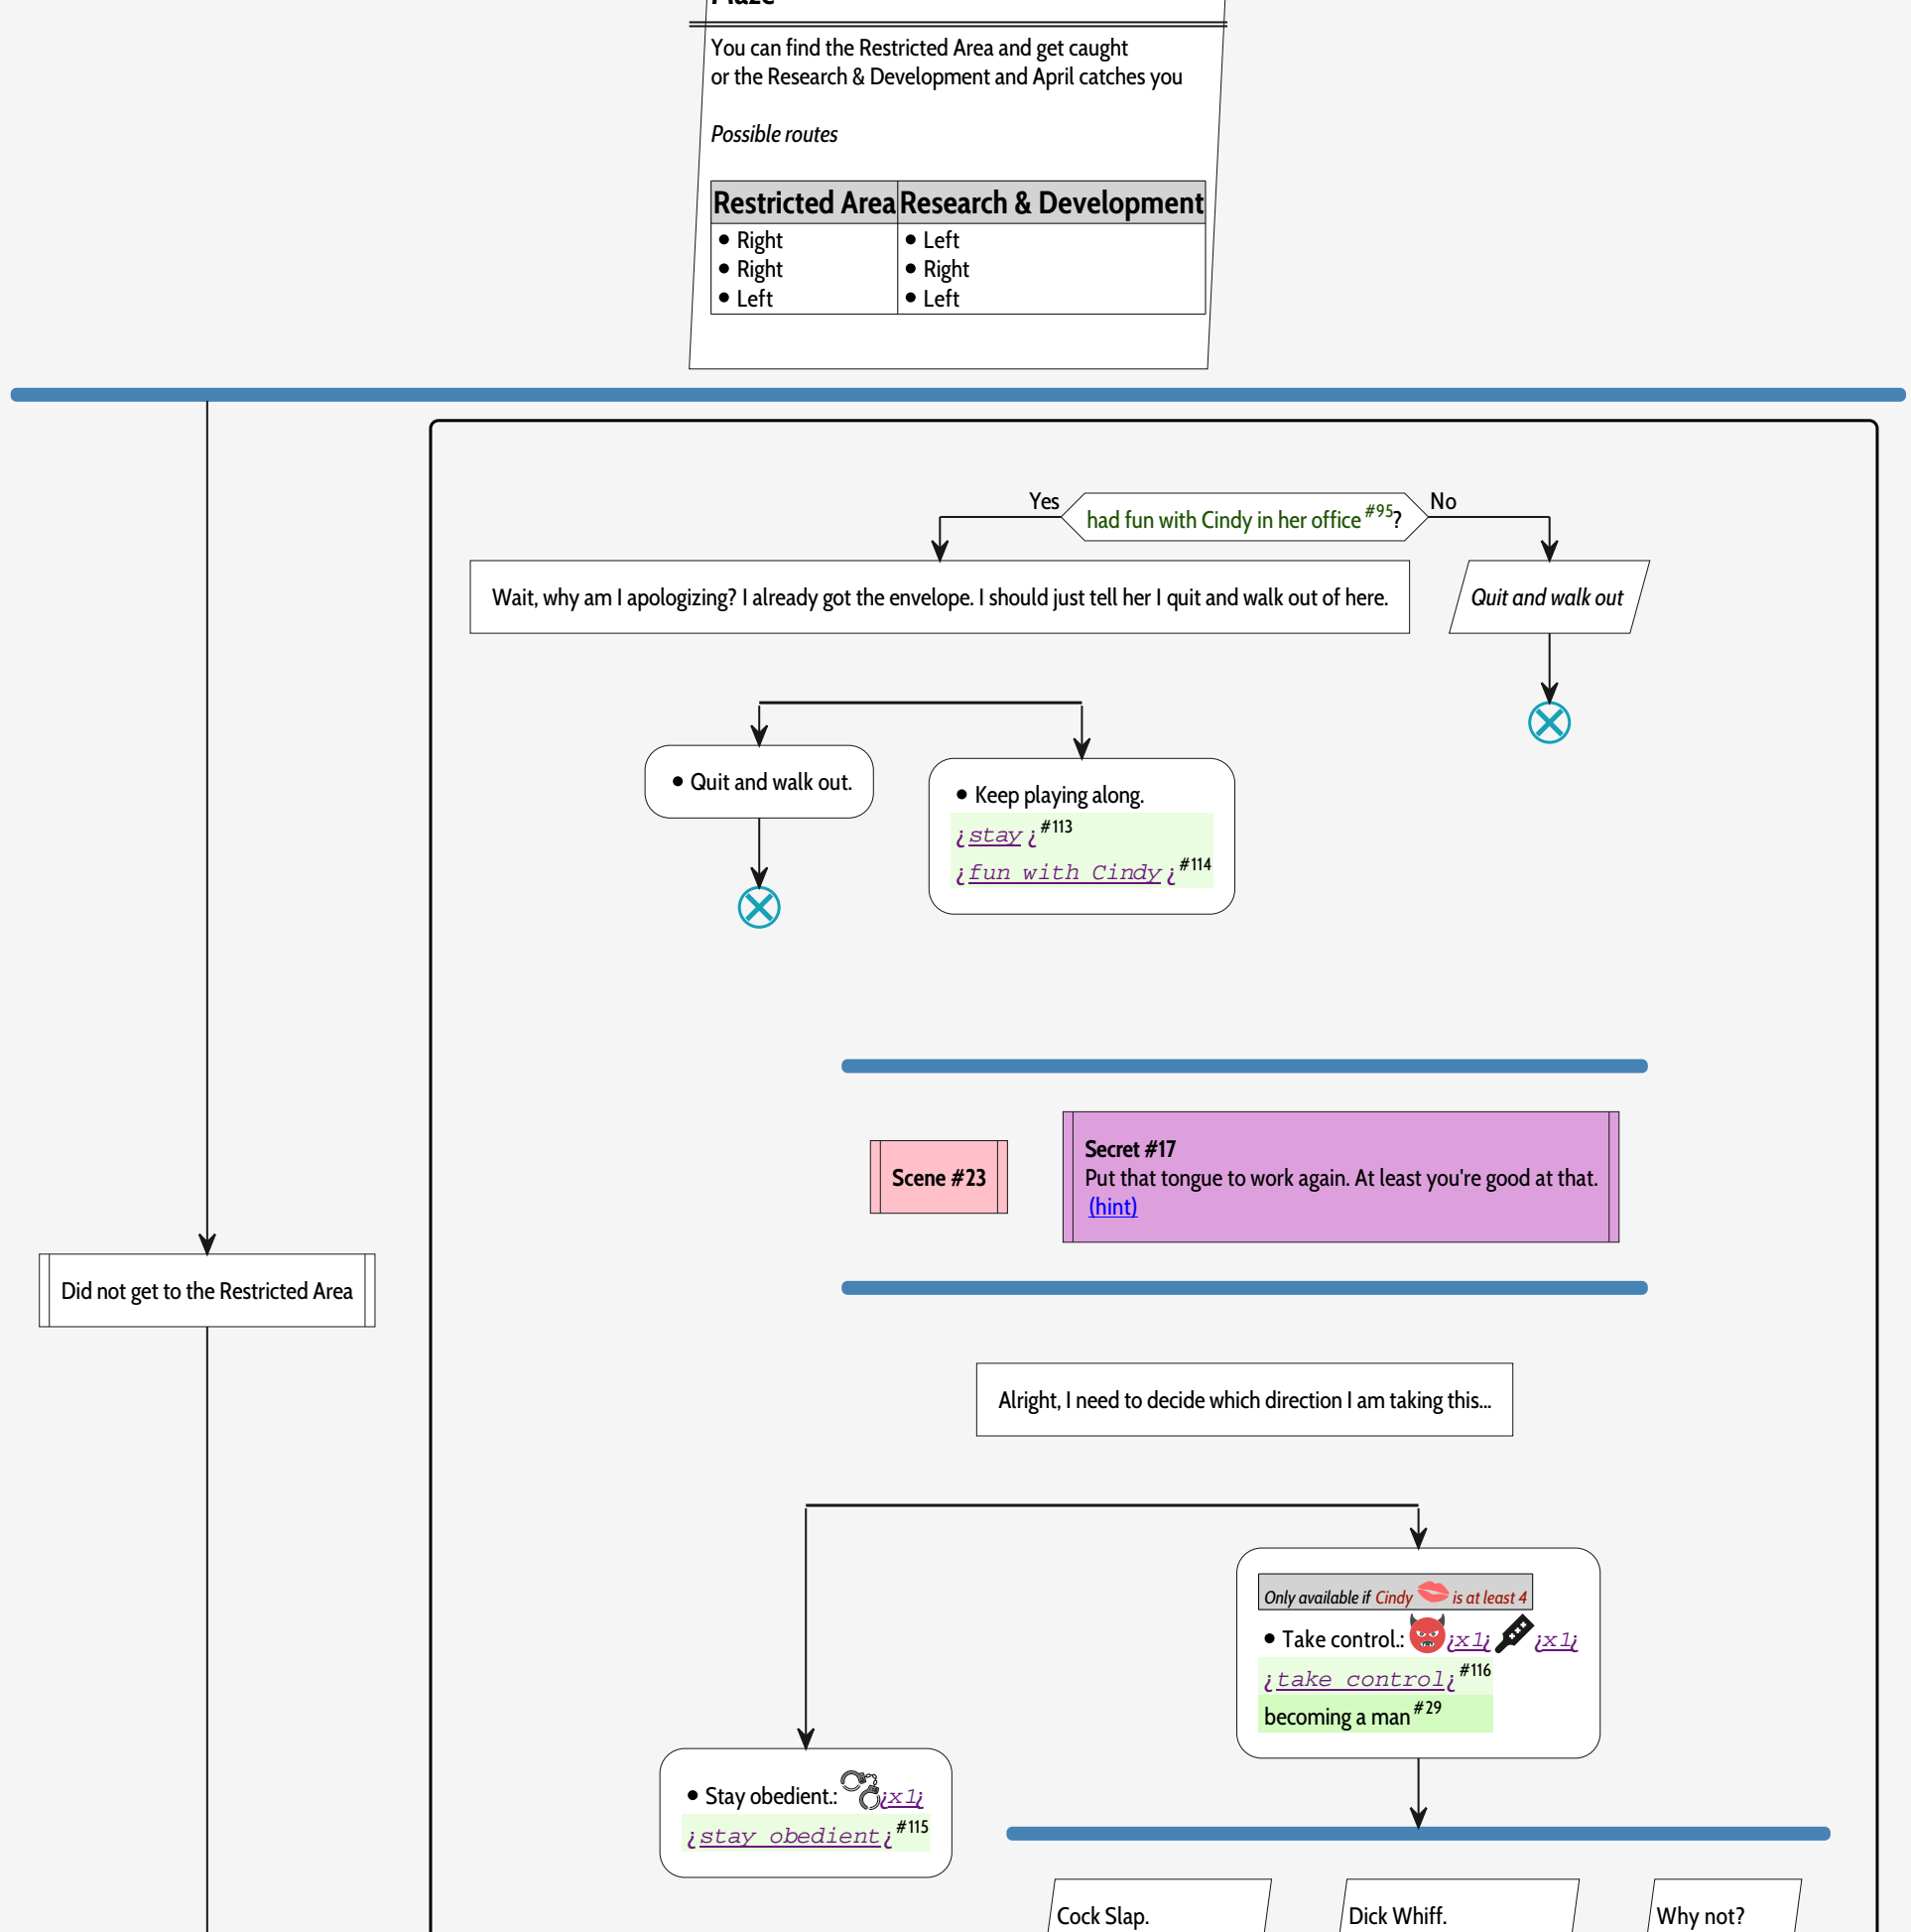 Maze
You can find the Restricted Area and get caught
or the Research & Development and April catches you
Possible routes
Restricted Area Research & Development
• Right • Left
• Right • Right
• Left • Left
Yes had fun with Cindy in her office #95? No
Wait, why am I apologizing? I already got the envelope. I should just tell her I quit and walk out of here.
Quit and walk out
• Quit and walk out.
• Keep playing along.
¿stay¿ #113
¿fun with Cindy¿ #114
Scene #23
Secret #17
Put that tongue to work again. At least you're good at that.
(hint)
Did not get to the Restricted Area
Alright, I need to decide which direction I am taking this...
Only available if Cindy is at least 4
• Take control.: ¿x1¿ ¿x1¿
¿take control¿ #116
becoming a man #29
• Stay obedient.: ¿x1¿
¿stay obedient¿ #115
Cock Slap.
Dick Whiff.
Why not?